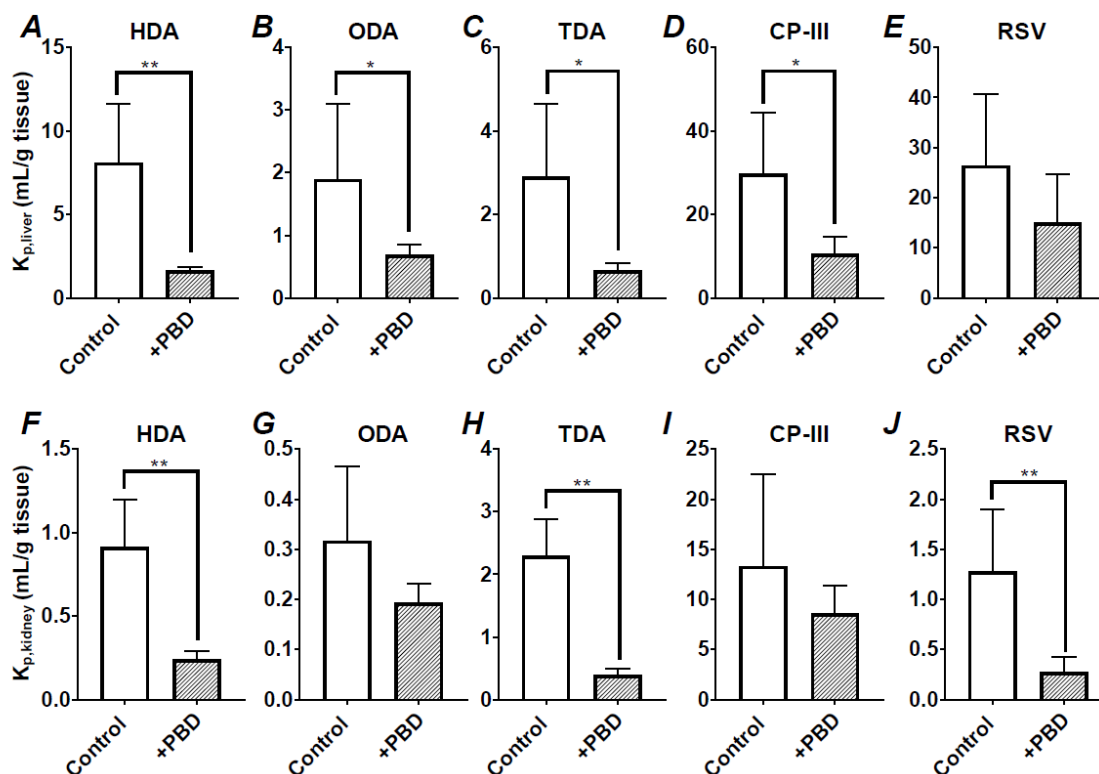 A HDA
B ODA
C TDA
D CP-III
E RSV
K p,liver (mL/g tissue)
15
10
5
0
**
Control
+PBD
4
3
2
1
0
*
Control
+PBD
6
4
2
0
*
Control
+PBD
60
40
20
0
*
Control
+PBD
50
40
30
20
10
0
Control
+PBD
F HDA
G ODA
H TDA
I CP-III
J RSV
K p,kidney (mL/g tissue)
1.5
1.0
0.5
0.0
**
Control
+PBD
0.5
0.4
0.3
0.2
0.1
0.0
Control
+PBD
4
3
2
1
0
**
Control
+PBD
25
20
15
10
5
0
Control
+PBD
2.5
2.0
1.5
1.0
0.5
0.0
**
Control
+PBD